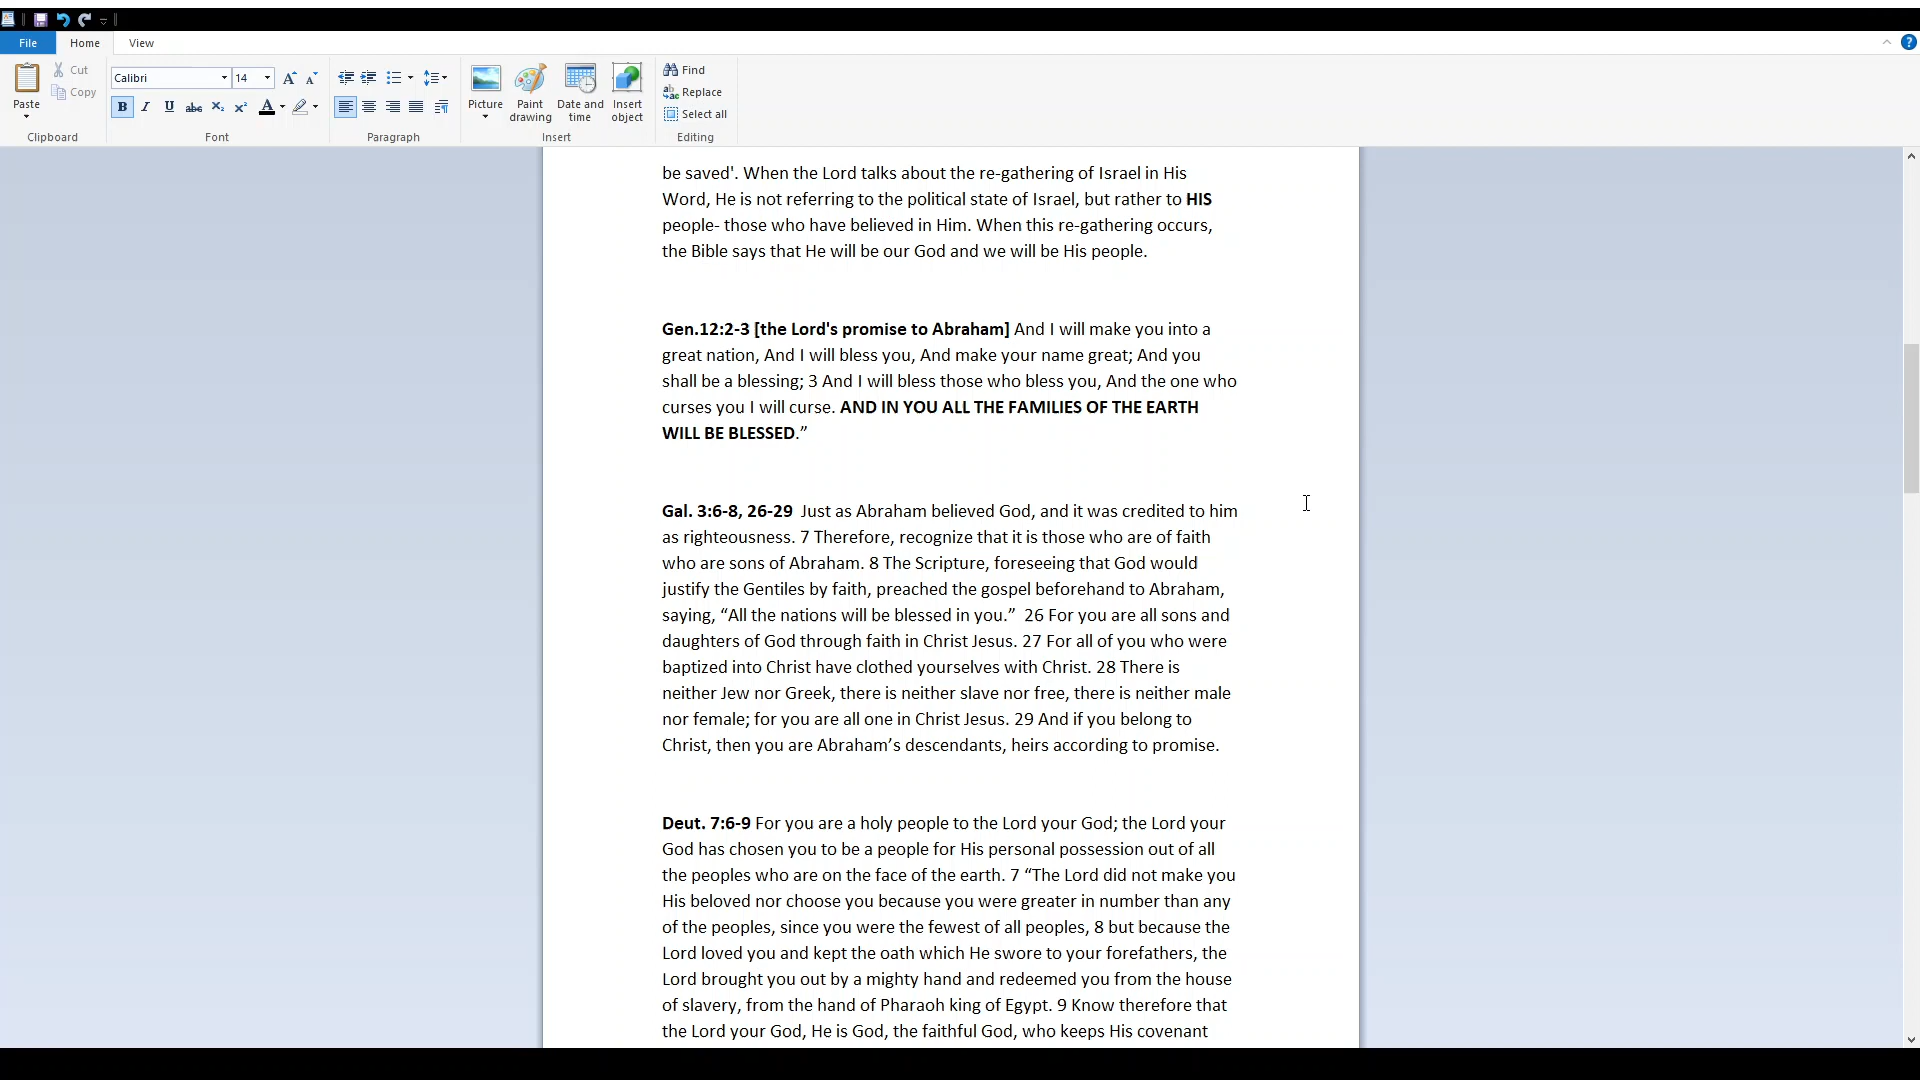 File Home View
Paste
Cut
Copy
Clipboard
Calibri 14
B I U abc X₂ X² A
Font
Paragraph
Picture
Paint drawing
Date and time
Insert object
Insert
Find
Replace
Select all
Editing
be saved'. When the Lord talks about the re-gathering of Israel in His
Word, He is not referring to the political state of Israel, but rather to HIS
people- those who have believed in Him. When this re-gathering occurs,
the Bible says that He will be our God and we will be His people.
Gen.12:2-3 [the Lord's promise to Abraham] And I will make you into a
great nation, And I will bless you, And make your name great; And you
shall be a blessing; 3 And I will bless those who bless you, And the one who
curses you I will curse. AND IN YOU ALL THE FAMILIES OF THE EARTH
WILL BE BLESSED.”
Gal. 3:6-8, 26-29  Just as Abraham believed God, and it was credited to him
as righteousness. 7 Therefore, recognize that it is those who are of faith
who are sons of Abraham. 8 The Scripture, foreseeing that God would
justify the Gentiles by faith, preached the gospel beforehand to Abraham,
saying, “All the nations will be blessed in you.”  26 For you are all sons and
daughters of God through faith in Christ Jesus. 27 For all of you who were
baptized into Christ have clothed yourselves with Christ. 28 There is
neither Jew nor Greek, there is neither slave nor free, there is neither male
nor female; for you are all one in Christ Jesus. 29 And if you belong to
Christ, then you are Abraham’s descendants, heirs according to promise.
Deut. 7:6-9 For you are a holy people to the Lord your God; the Lord your
God has chosen you to be a people for His personal possession out of all
the peoples who are on the face of the earth. 7 “The Lord did not make you
His beloved nor choose you because you were greater in number than any
of the peoples, since you were the fewest of all peoples, 8 but because the
Lord loved you and kept the oath which He swore to your forefathers, the
Lord brought you out by a mighty hand and redeemed you from the house
of slavery, from the hand of Pharaoh king of Egypt. 9 Know therefore that
the Lord your God, He is God, the faithful God, who keeps His covenant